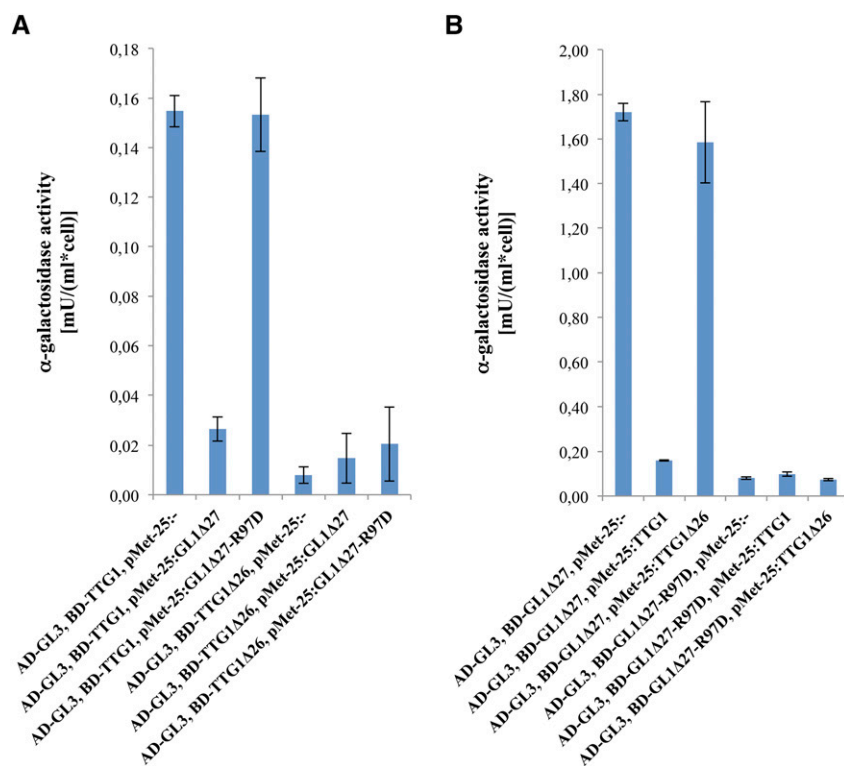 A
B
α-galactosidase activity
[mU/(ml*cell)]
0,18
0,16
0,14
0,12
0,10
0,08
0,06
0,04
0,02
0,00
AD-GL3, BD-TTG1, pMet-25:-
AD-GL3, BD-TTG1, pMet-25:GL1Δ27
AD-GL3, BD-TTG1, pMet-25:GL1Δ27-R97D
AD-GL3, BD-TTG1Δ26, pMet-25:-
AD-GL3, BD-TTG1Δ26, pMet-25:GL1Δ27
AD-GL3, BD-TTG1Δ26, pMet-25:GL1Δ27-R97D
α-galactosidase activity
[mU/(ml*cell)]
2,00
1,80
1,60
1,40
1,20
1,00
0,80
0,60
0,40
0,20
0,00
AD-GL3, BD-GL1Δ27, pMet-25:-
AD-GL3, BD-GL1Δ27, pMet-25:TTG1
AD-GL3, BD-GL1Δ27, pMet-25:TTG1Δ26
AD-GL3, BD-GL1Δ27-R97D, pMet-25:-
AD-GL3, BD-GL1Δ27-R97D, pMet-25:TTG1
AD-GL3, BD-GL1Δ27-R97D, pMet-25:TTG1Δ26